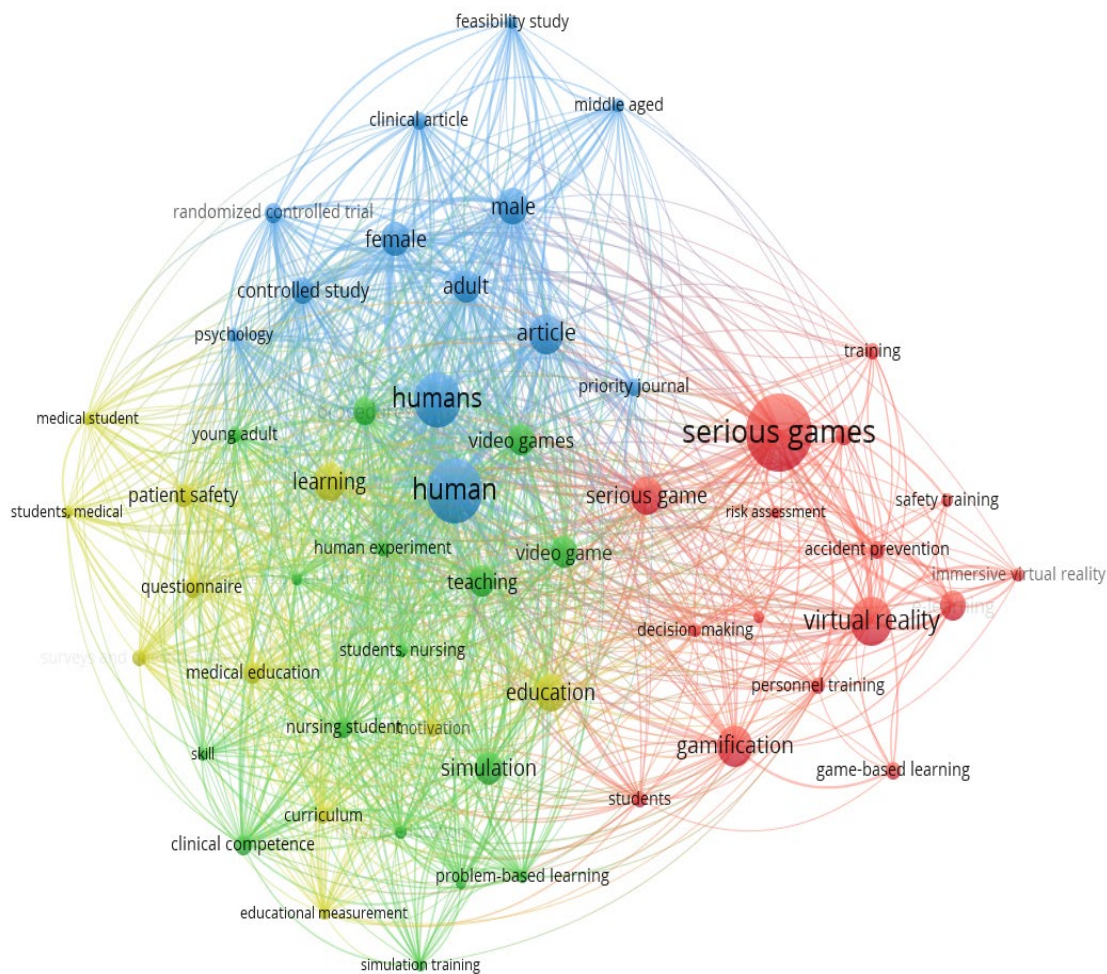 feasibility study
middle aged
clinical article
male
randomized controlled trial
female
adult
controlled study
article
psychology
training
priority journal
humans
medical student
young adult
video games
serious games
learning
human
patient safety
serious game
safety training
students, medical
risk assessment
human experiment
video game
accident prevention
immersive virtual reality
questionnaire
teaching
virtual reality
decision making
students, nursing
surveys and
medical education
personnel training
education
nursing student
motivation
gamification
skill
simulation
game-based learning
students
curriculum
clinical competence
problem-based learning
educational measurement
simulation training